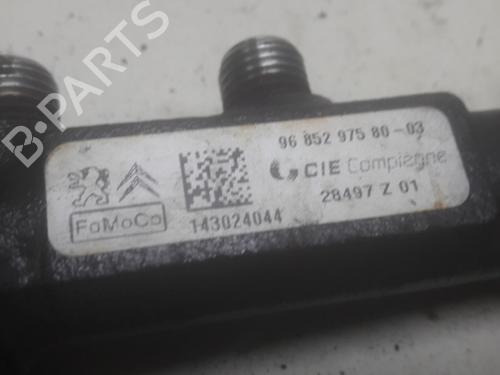 96 852 975 80-03
CIE Compiegne
28497 Z 01
FoMoCo
143024044
B-PARTS